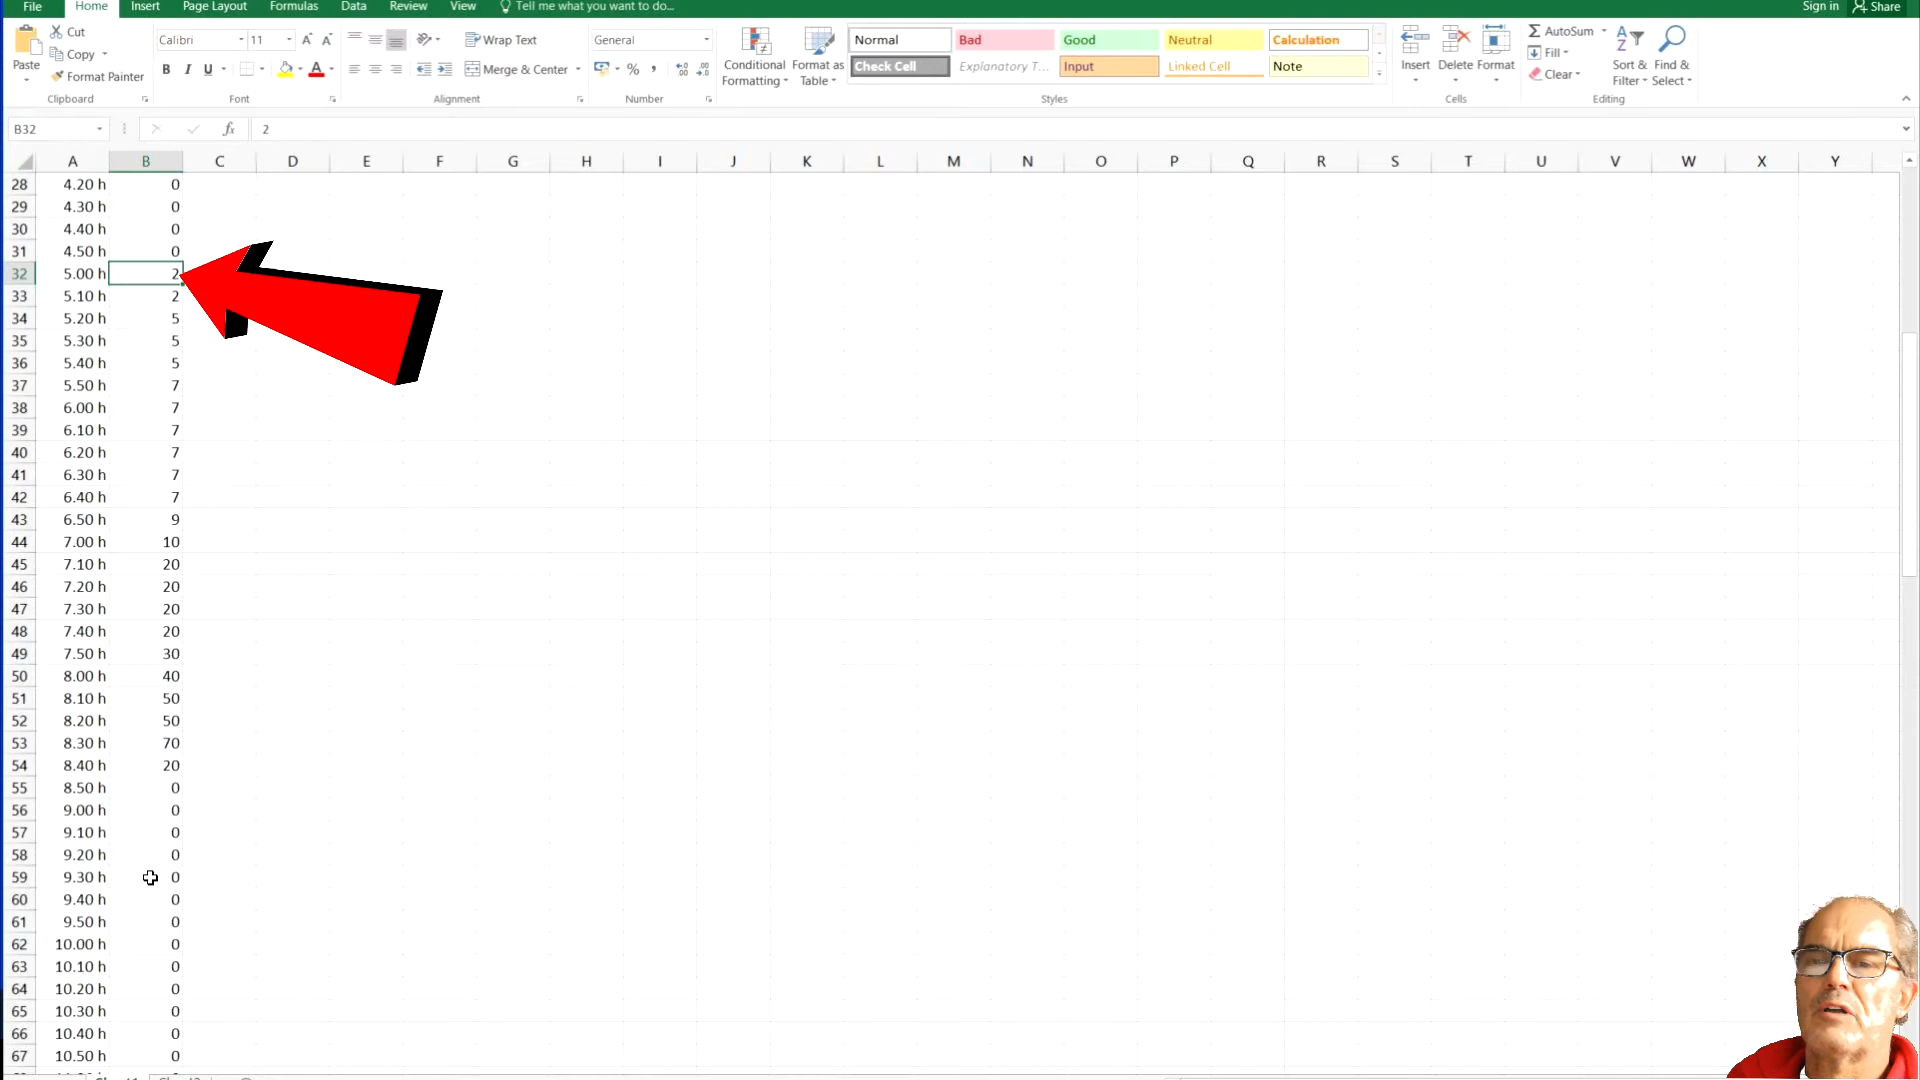 File Home Insert Page Layout Formulas Data Review View Tell me what you want to do... Sign in Share
Paste Cut Copy Format Painter
Clipboard
Calibri 11 A A
B I U A
Font
Wrap Text
Merge & Center
Alignment
General
%
Number
Conditional Formatting
Format as Table
Normal Bad Good Neutral Calculation
Check Cell Explanatory T... Input Linked Cell Note
Styles
Insert Delete Format
Cells
AutoSum
Fill
Clear
Sort & Filter
Find & Select
Editing
B32 fx 2
A B C D E F G H I J K L M N O P Q R S T U V W X Y
28 4.20 h 0
29 4.30 h 0
30 4.40 h 0
31 4.50 h 0
32 5.00 h 2
33 5.10 h 2
34 5.20 h 5
35 5.30 h 5
36 5.40 h 5
37 5.50 h 7
38 6.00 h 7
39 6.10 h 7
40 6.20 h 7
41 6.30 h 7
42 6.40 h 7
43 6.50 h 9
44 7.00 h 10
45 7.10 h 20
46 7.20 h 20
47 7.30 h 20
48 7.40 h 20
49 7.50 h 30
50 8.00 h 40
51 8.10 h 50
52 8.20 h 50
53 8.30 h 70
54 8.40 h 20
55 8.50 h 0
56 9.00 h 0
57 9.10 h 0
58 9.20 h 0
59 9.30 h 0
60 9.40 h 0
61 9.50 h 0
62 10.00 h 0
63 10.10 h 0
64 10.20 h 0
65 10.30 h 0
66 10.40 h 0
67 10.50 h 0